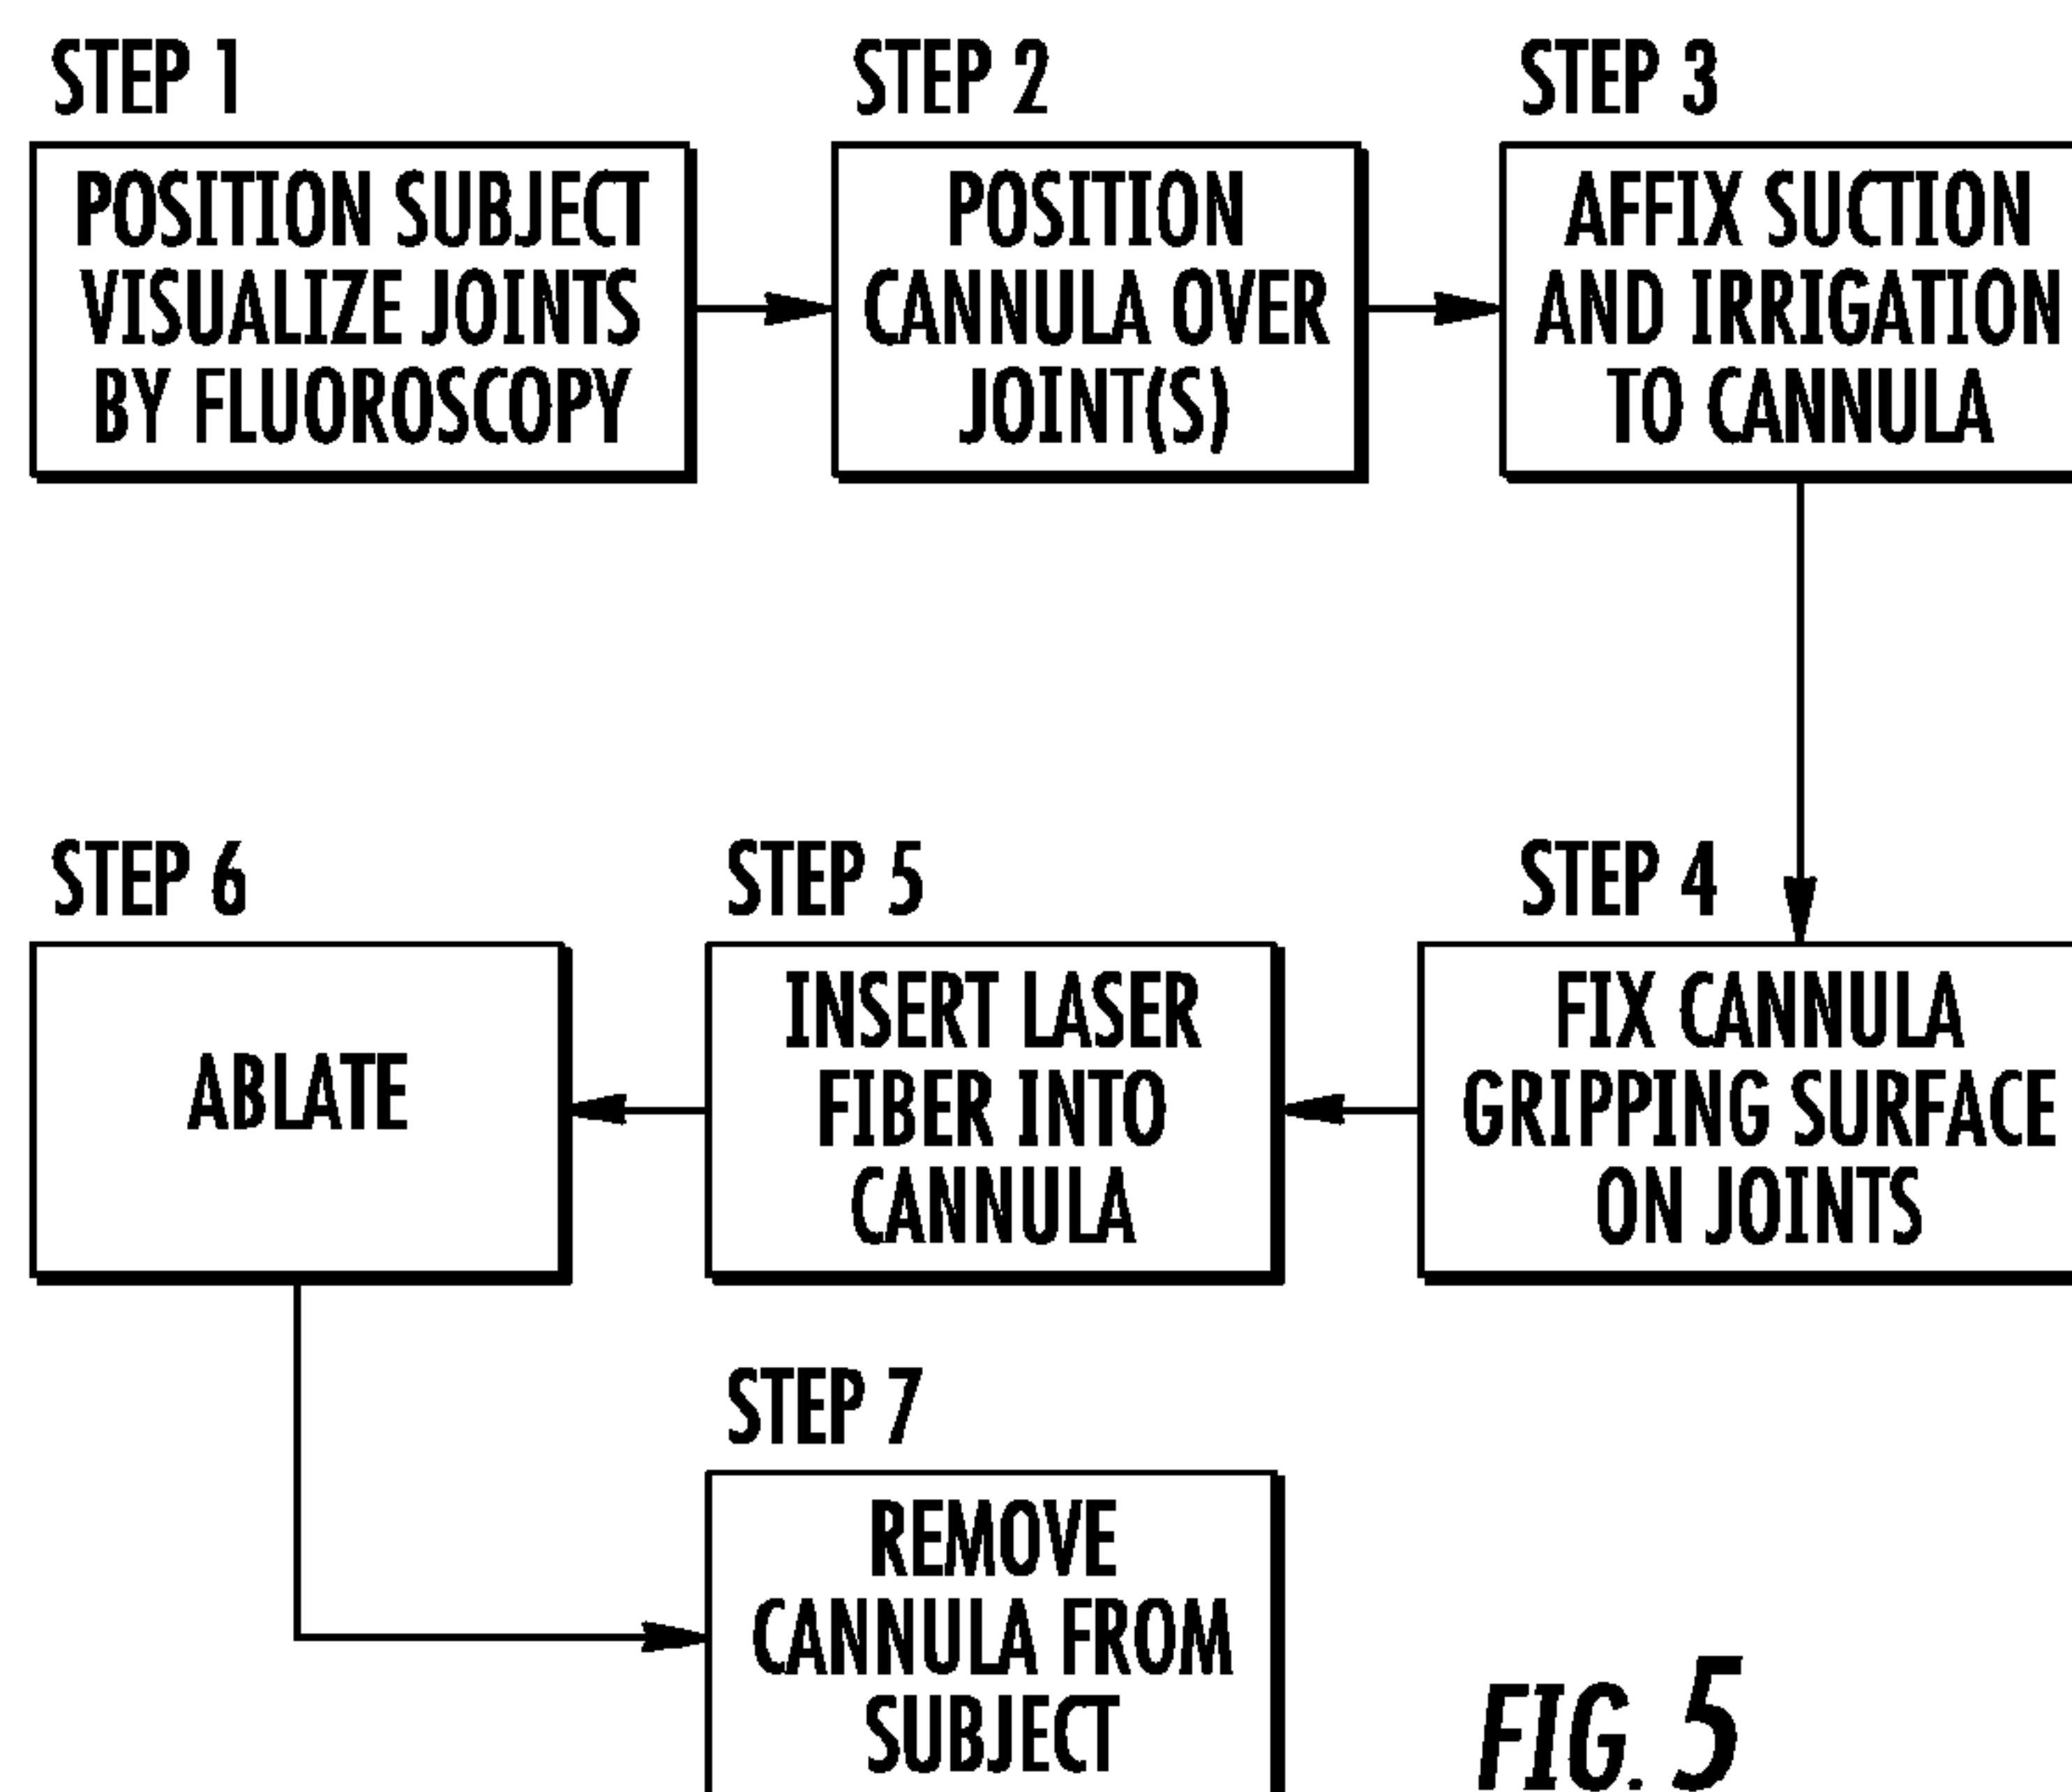 STEP 1
POSITION SUBJECT
VISUALIZE JOINTS
BY FLUOROSCOPY
STEP 2
POSITION
CANNULA OVER
JOINT(S)
STEP 3
AFFIX SUCTION
AND IRRIGATION
TO CANNULA
STEP 4
FIX CANNULA
GRIPPING SURFACE
ON JOINTS
STEP 5
INSERT LASER
FIBER INTO
CANNULA
STEP 6
ABLATE
STEP 7
REMOVE
CANNULA FROM
SUBJECT
FIG. 5